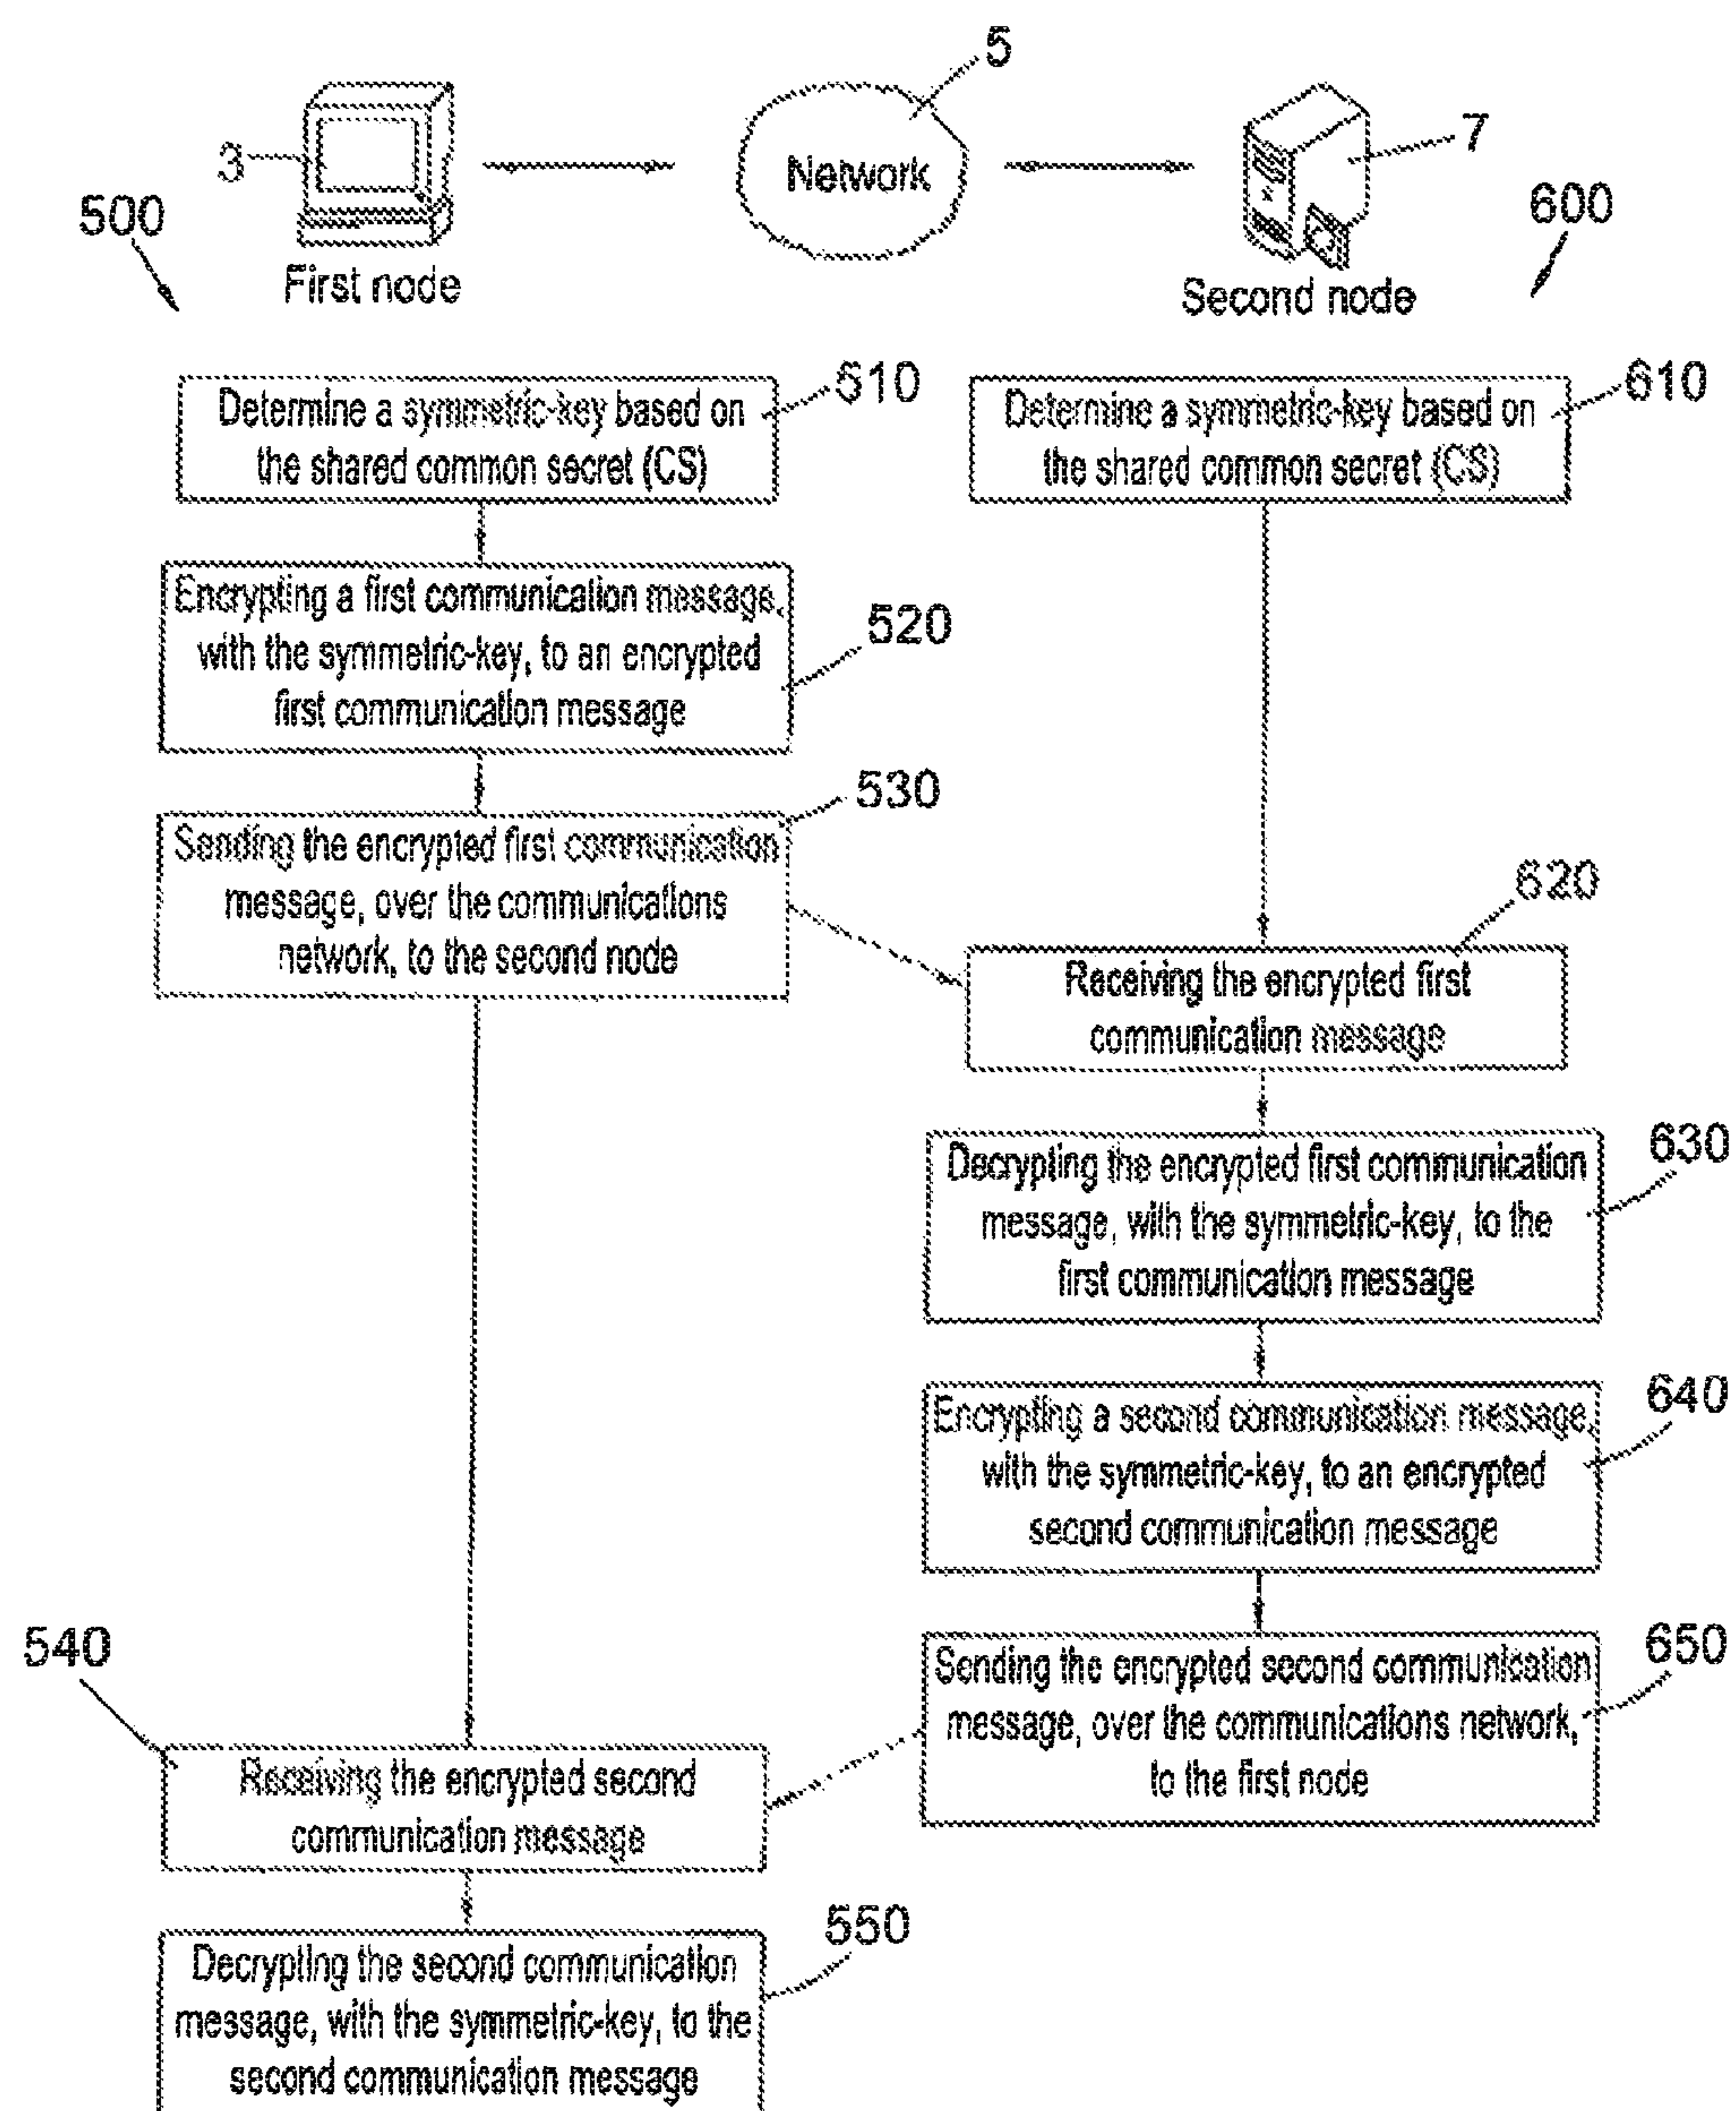 5
3
Network
7
500
600
First node
Second node
Determine a symmetric-key based on
the shared common secret (CS)
610
Determine a symmetric-key based on
the shared common secret (CS)
610
Encrypting a first communication message,
with the symmetric-key, to an encrypted
first communication message
520
Sending the encrypted first communication
message, over the communications
network, to the second node
530
620
Receiving the encrypted first
communication message
Decrypting the encrypted first communication
message, with the symmetric-key, to the
first communication message
630
Encrypting a second communication message,
with the symmetric-key, to an encrypted
second communication message
640
Sending the encrypted second communication
message, over the communications network,
to the first node
650
540
Receiving the encrypted second
communication message
Decrypting the second communication
message, with the symmetric-key, to the
second communication message
550